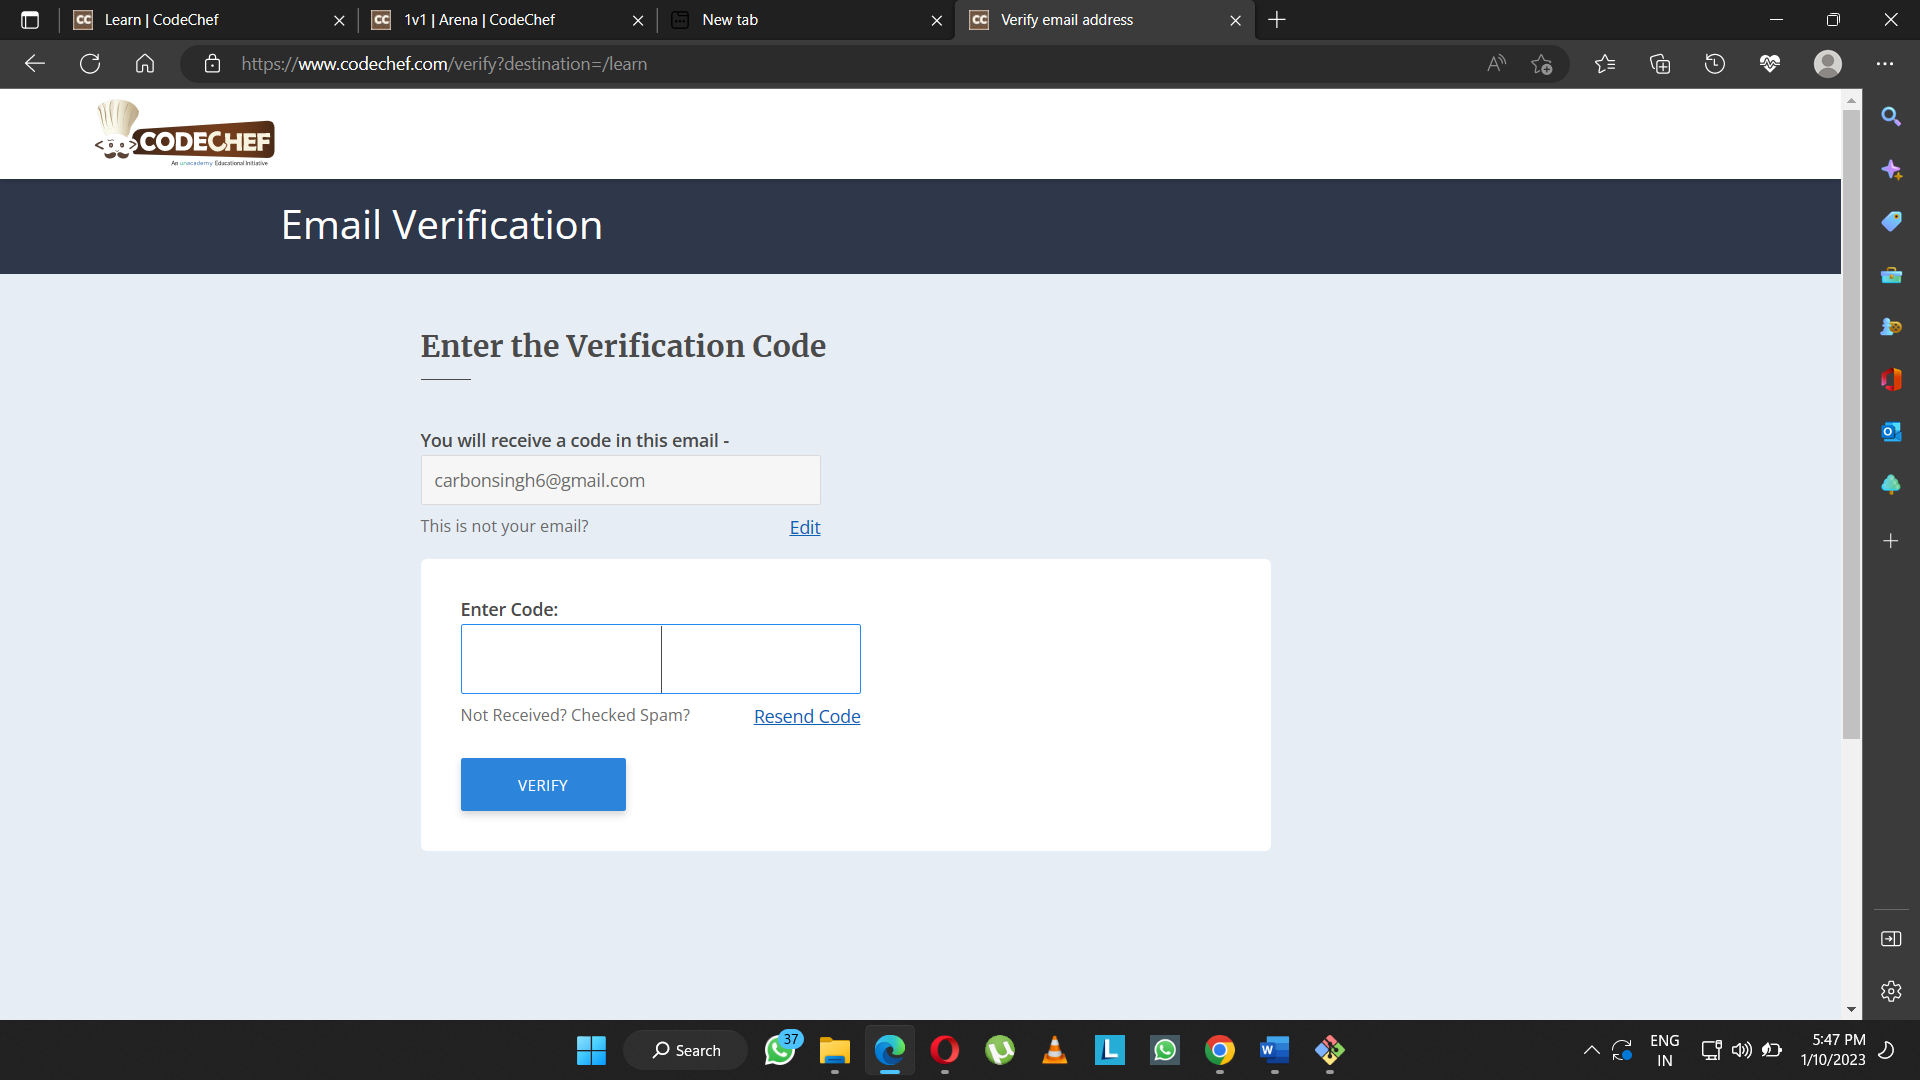 Learn | CodeChef
1v1 | Arena | CodeChef
New tab
Verify email address
https://www.codechef.com/verify?destination=/learn
CODECHEF
An unacademy Educational Initiative
Email Verification
Enter the Verification Code
You will receive a code in this email -
carbonsingh6@gmail.com
This is not your email? Edit
Enter Code:
Not Received? Checked Spam? Resend Code
VERIFY
Search
37
ENG
IN
5:47 PM
1/10/2023